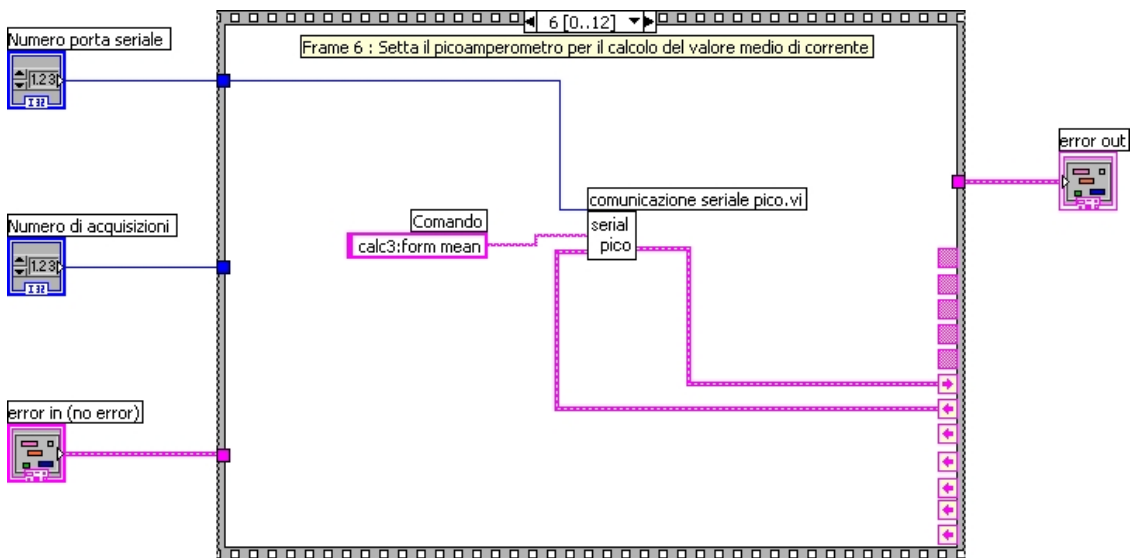 6 [0..12]
Frame 6 : Setta il picoamperometro per il calcolo del valore medio di corrente
Numero porta seriale
1.23
I32
error out
comunicazione seriale pico.vi
Comando
serial
pico
calc3:form mean
Numero di acquisizioni
1.23
I32
error in (no error)